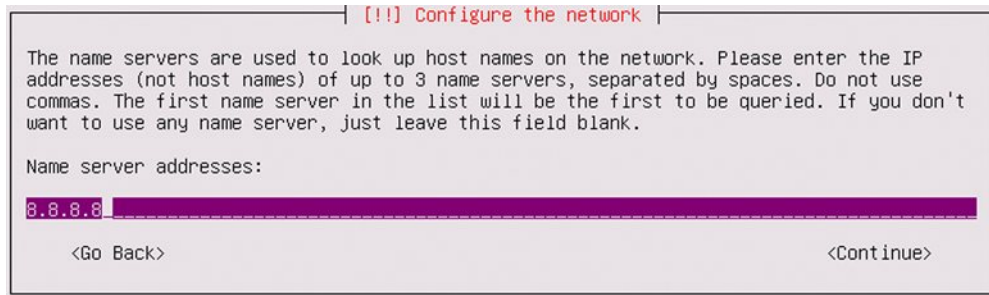 [!!] Configure the network
The name servers are used to look up host names on the network. Please enter the IP
addresses (not host names) of up to 3 name servers, separated by spaces. Do not use
commas. The first name server in the list will be the first to be queried. If you don't
want to use any name server, just leave this field blank.
Name server addresses:
8.8.8.8
<Go Back> <Continue>